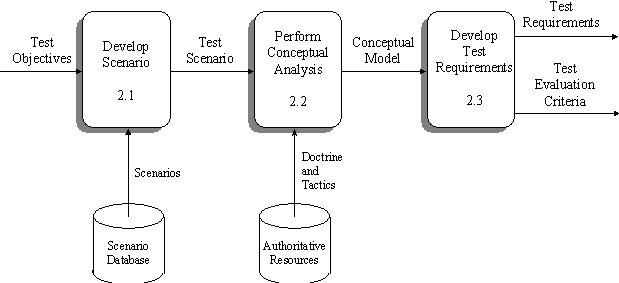 Test
Objectives
Develop
Scenario
2.1
Test
Scenario
Perform
Conceptual
Analysis
2.2
Conceptual
Model
Develop
Test
Requirements
2.3
Test
Requirements
Test
Evaluation
Criteria
Scenarios
Doctrine
and
Tactics
Scenario
Database
Authoritative
Resources